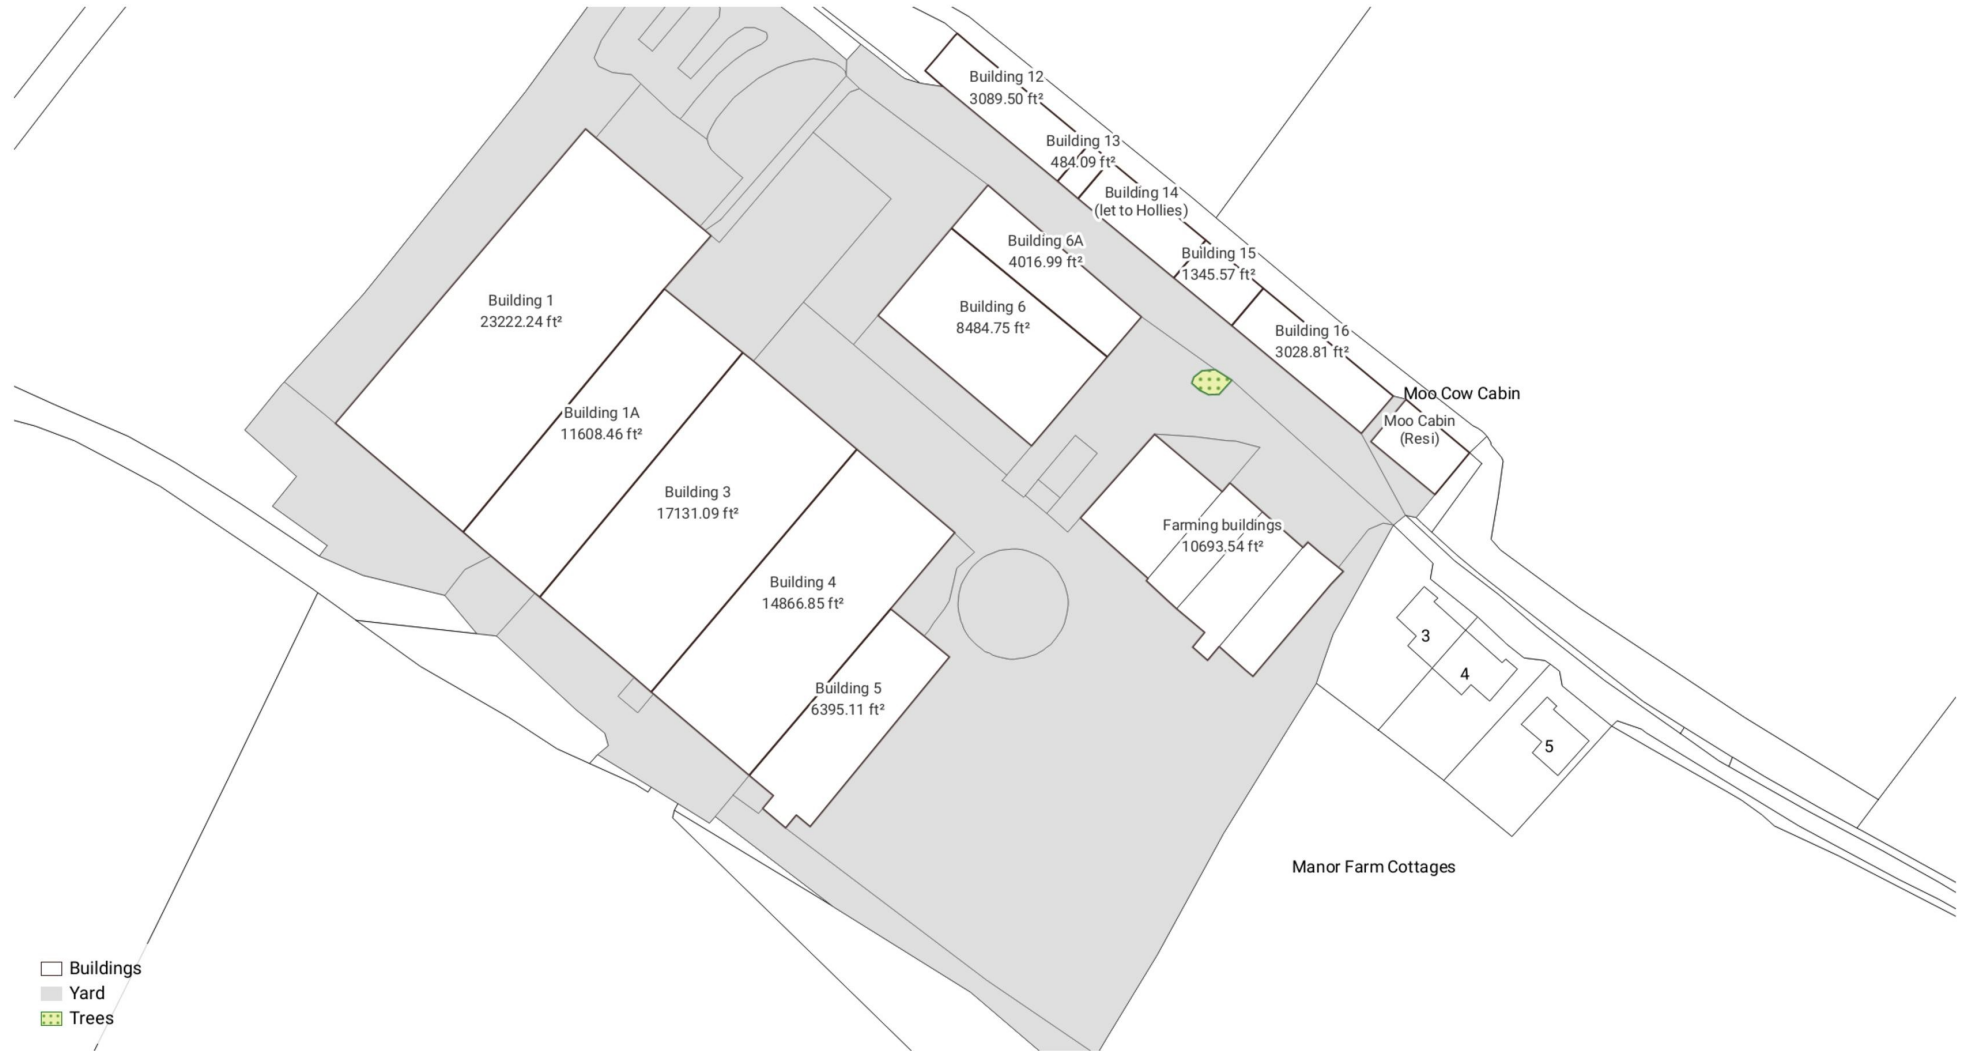 Building 12
3089.50 ft²
Building 13
484.09 ft²
Building 14
(let to Hollies)
Building 6A
4016.99 ft²
Building 15
1345.57 ft²
Building 1
23222.24 ft²
Building 6
8484.75 ft²
Building 16
3028.81 ft²
Moo Cow Cabin
Moo Cabin
(Resi)
Building 1A
11608.46 ft²
Building 3
17131.09 ft²
Farming buildings
10693.54 ft²
Building 4
14866.85 ft²
3
4
Building 5
6395.11 ft²
5
Manor Farm Cottages
Buildings
Yard
Trees